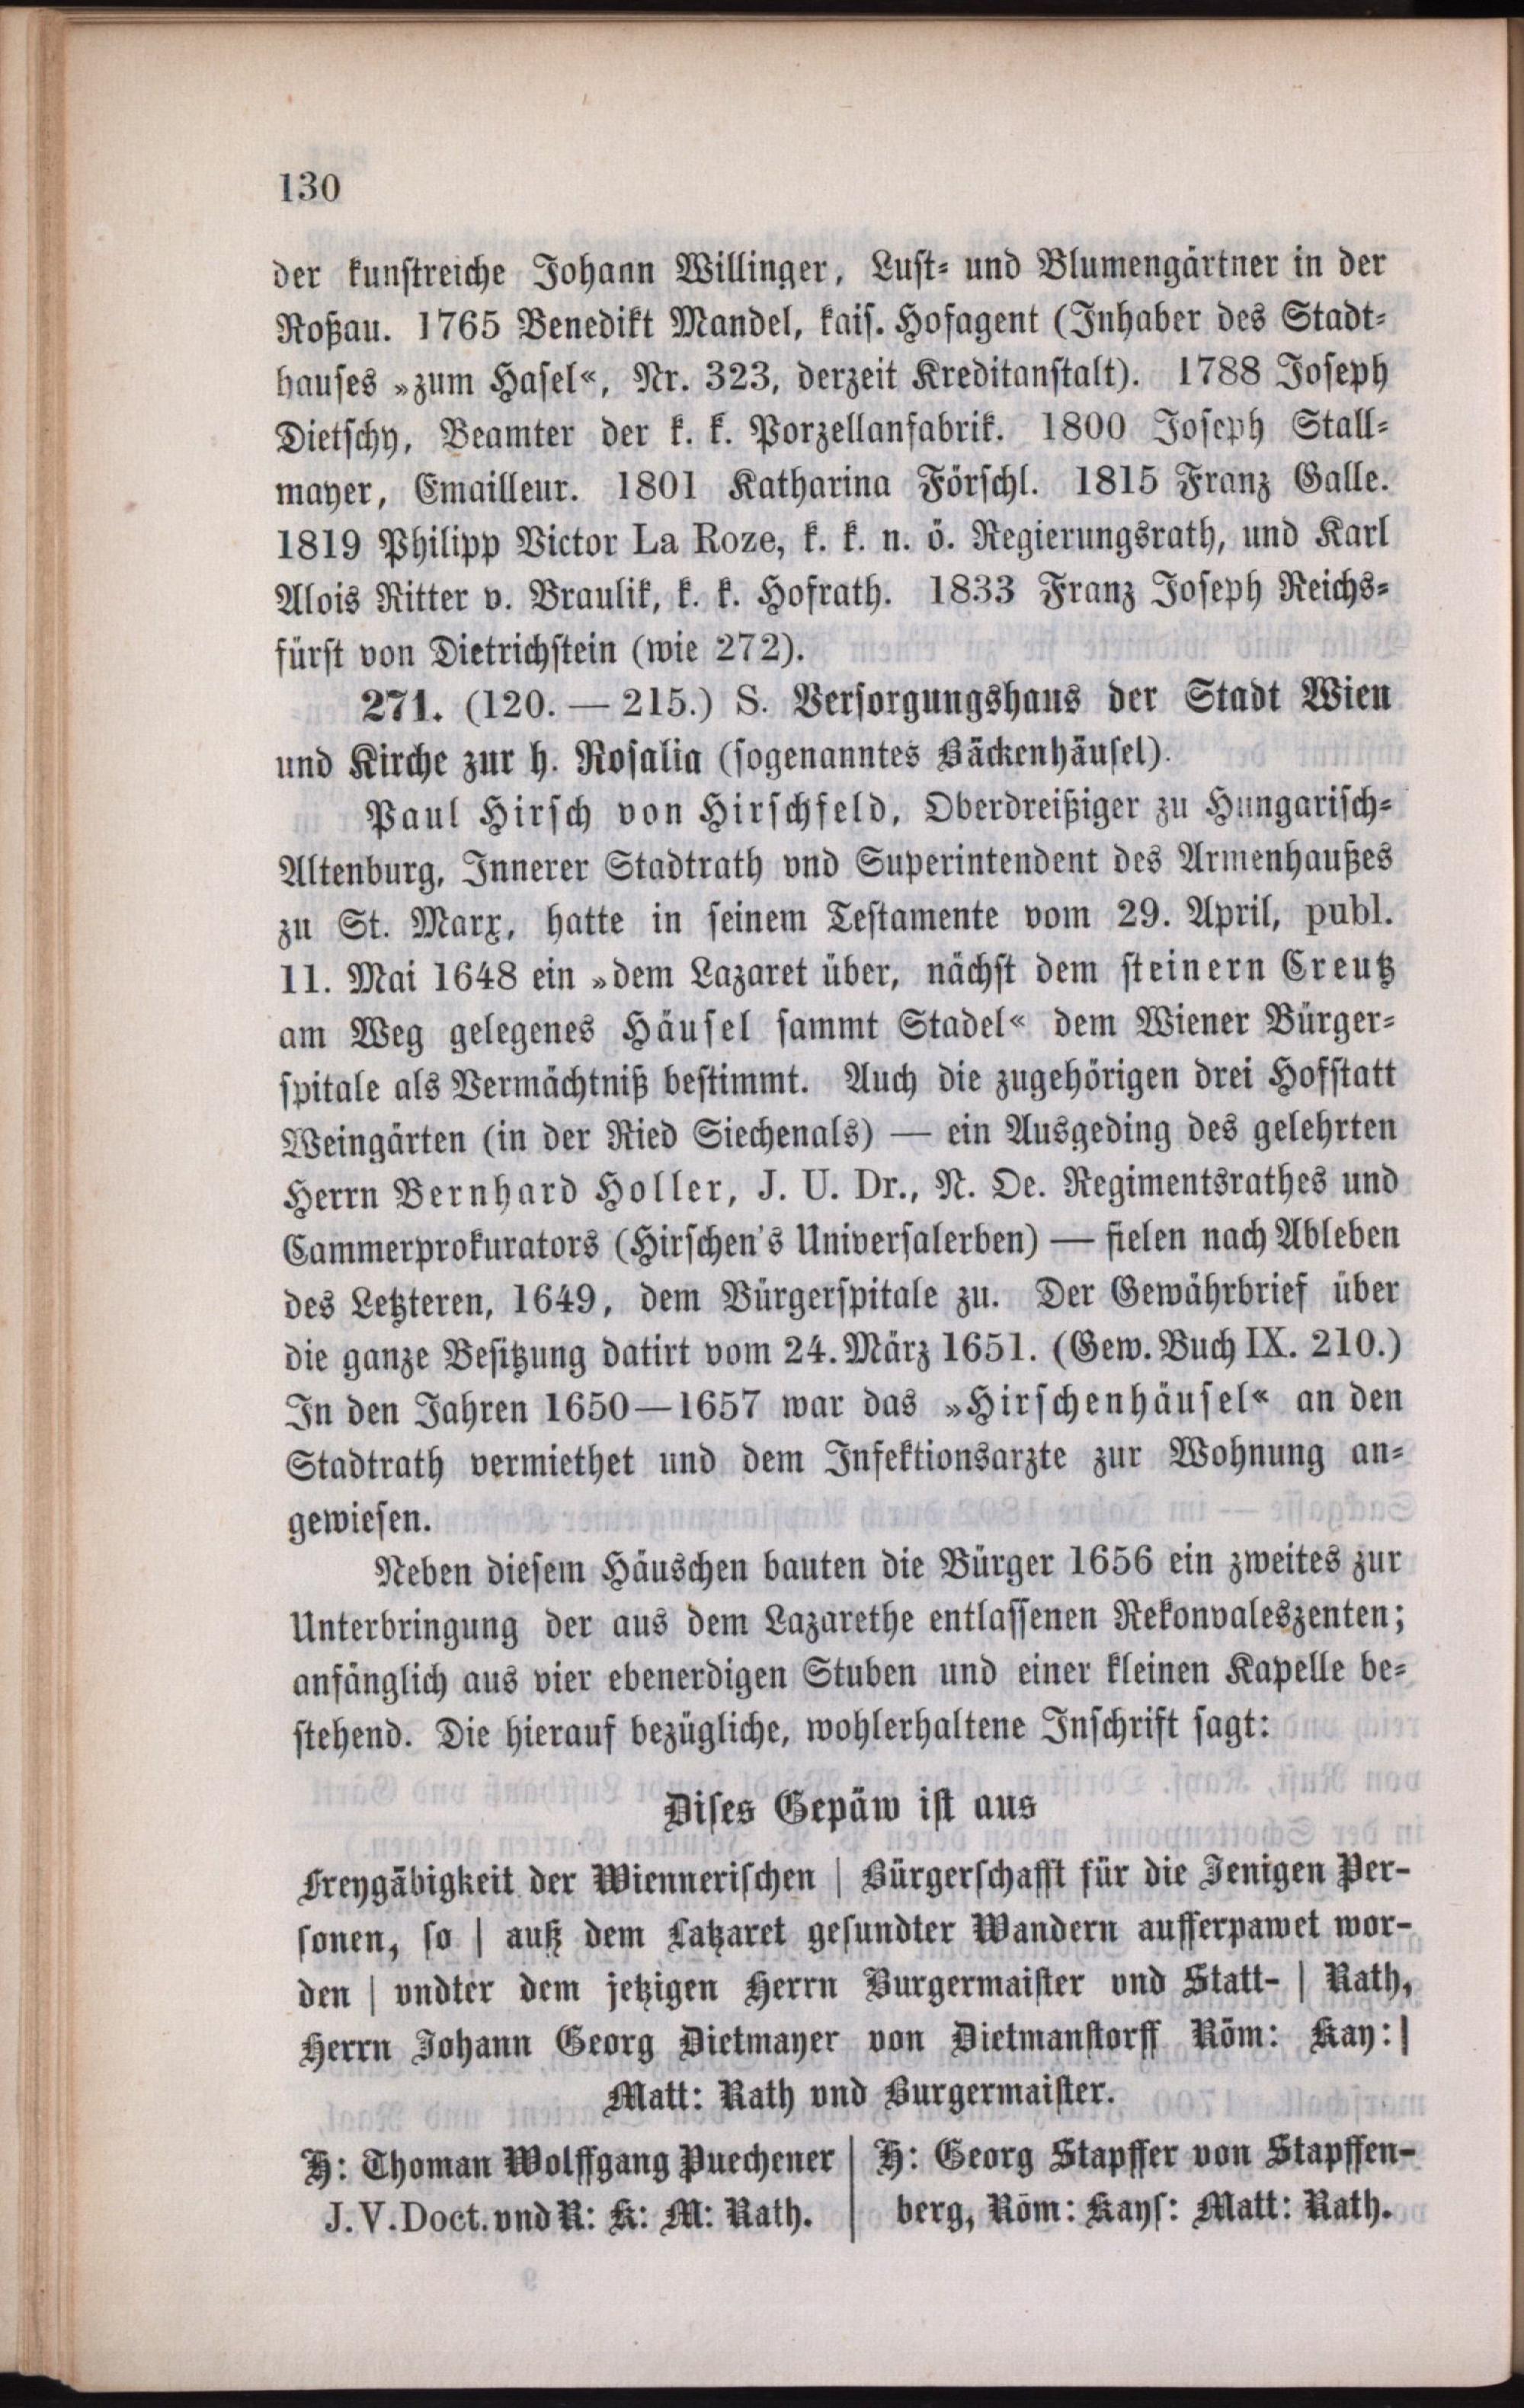 130
der kunstreiche Johann Willinger, Lust- und Blumengärtner in der
Roßau. 1765 Benedikt Mandel, kais. Hofagent (Inhaber des Stadt-
hauses »zum Hasel«, Nr. 323, derzeit Kreditanstalt). 1788 Joseph
Dietschy, Beamter der k. k. Porzellanfabrik. 1800 Joseph Stall-
mayer, Emailleur. 1801 Katharina Förschl. 1815 Franz Galle.
1819 Philipp Victor La Roze, k. k. n. ö. Regierungsrath, und Karl
Alois Ritter v. Braulik, k. k. Hofrath. 1833 Franz Joseph Reichs-
fürst von Dietrichstein (wie 272).
271. (120. — 215.) S. Versorgungshaus der Stadt Wien
und Kirche zur h. Rosalia (sogenanntes Bäckenhäusel).
Paul Hirsch von Hirschfeld, Oberdreißiger zu Hungarisch-
Altenburg, Innerer Stadtrath vnd Superintendent des Armenhaußes
zu St. Marx, hatte in seinem Testamente vom 29. April, publ.
11. Mai 1648 ein »dem Lazaret über, nächst dem steinern Creutz
am Weg gelegenes Häusel sammt Stadel« dem Wiener Bürger-
spitale als Vermächtniß bestimmt. Auch die zugehörigen drei Hofstatt
Weingärten (in der Ried Siechenals) — ein Ausgeding des gelehrten
Herrn Bernhard Holler, J. U. Dr., N. Oe. Regimentsrathes und
Cammerprokurators (Hirschen's Universalerben) — fielen nach Ableben
des Letzteren, 1649, dem Bürgerspitale zu. Der Gewährbrief über
die ganze Besitzung datirt vom 24. März 1651. (Gew. Buch IX. 210.)
In den Jahren 1650—1657 war das »Hirschenhäusel« an den
Stadtrath vermiethet und dem Infektionsarzte zur Wohnung an-
gewiesen.
Neben diesem Häuschen bauten die Bürger 1656 ein zweites zur
Unterbringung der aus dem Lazarethe entlassenen Rekonvaleszenten;
anfänglich aus vier ebenerdigen Stuben und einer kleinen Kapelle be-
stehend. Die hierauf bezügliche, wohlerhaltene Inschrift sagt:
Dises Gepäw ist aus
Freygäbigkeit der Wiennerischen | Bürgerschafft für die Jenigen Per-
sonen, so | auß dem Latzaret gesundter Wandern aufferpawet wor-
den | vndter dem jetzigen Herrn Burgermaister vnd Statt- | Rath,
Herrn Johann Georg Dietmayer von Dietmanstorff Röm: Kay: |
Matt: Rath vnd Burgermaister.
H: Thoman Wolffgang Puechener | H: Georg Stapffer von Stapffen-
J. V. Doct. vnd R: K: M: Rath. | berg, Röm: Kays: Matt: Rath.